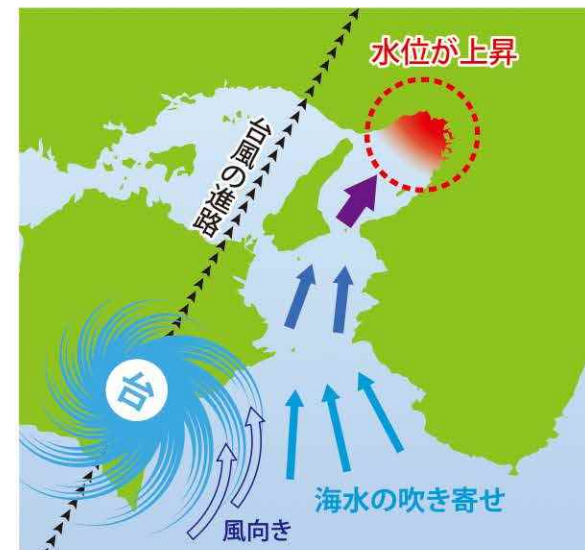 水位が上昇
台風の進路
台
海水の吹き寄せ
風向き